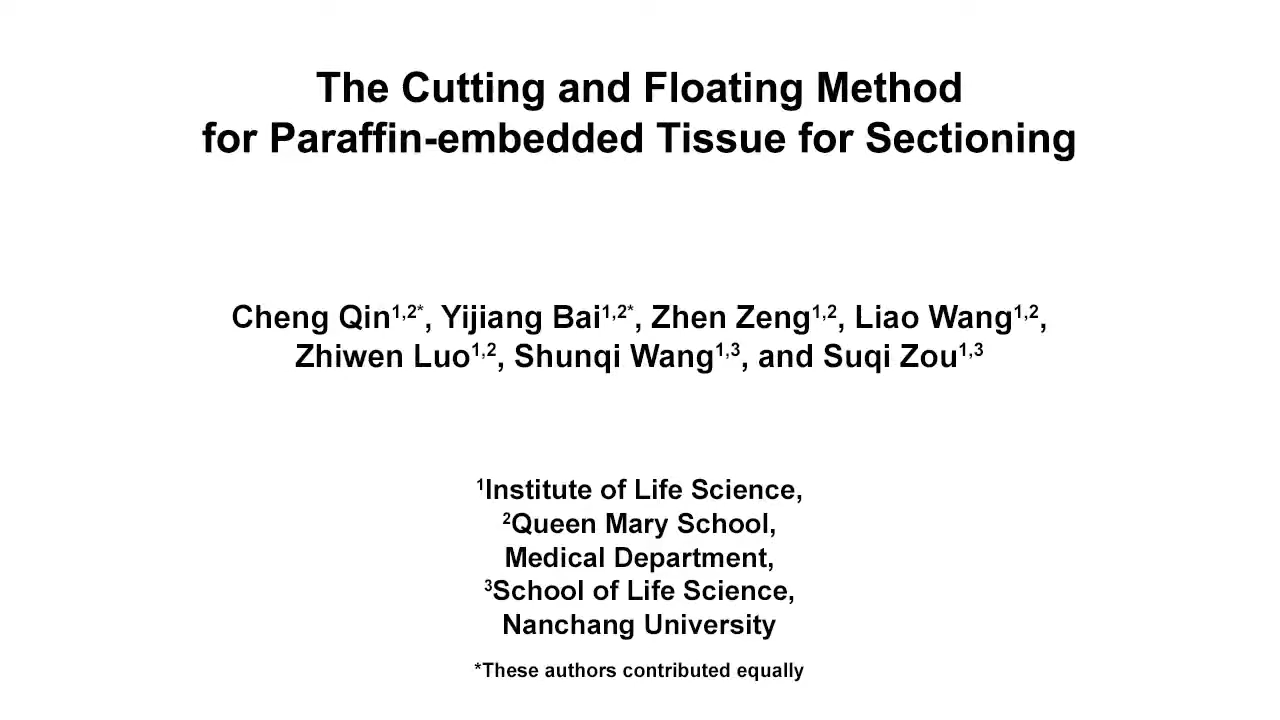 The Cutting and Floating Method
for Paraffin-embedded Tissue for Sectioning
Cheng Qin¹,²*, Yijiang Bai¹,²*, Zhen Zeng¹,², Liao Wang¹,²,
Zhiwen Luo¹,², Shunqi Wang¹,³, and Suqi Zou¹,³
¹Institute of Life Science,
²Queen Mary School,
Medical Department,
³School of Life Science,
Nanchang University
*These authors contributed equally